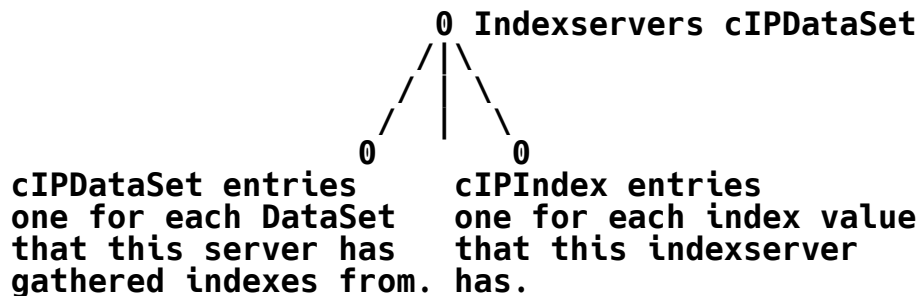 0 Indexservers cIPDataSet
/|\
/ | \
/ | \
0 0
cIPDataSet entries cIPIndex entries
one for each DataSet one for each index value
that this server has that this indexserver
gathered indexes from. has.